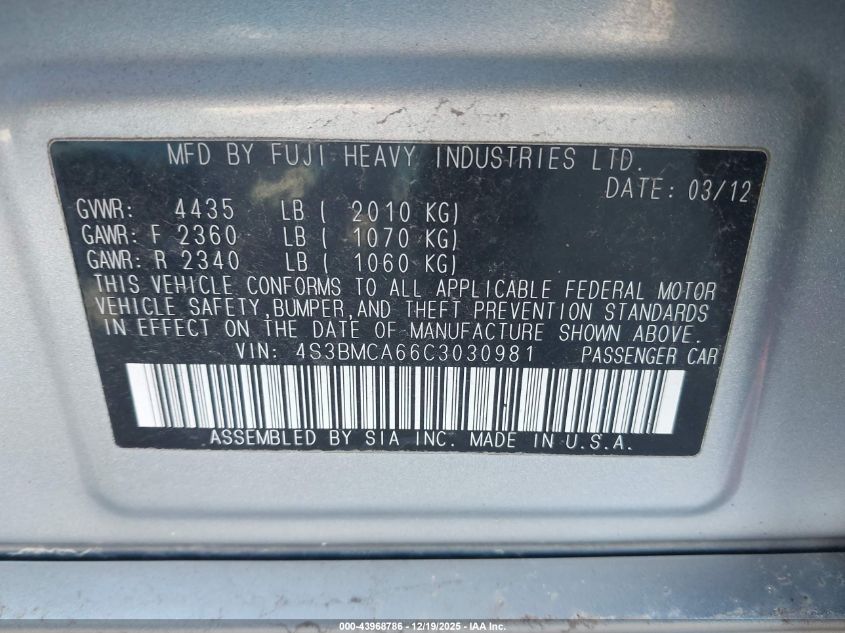 MFD BY FUJI HEAVY INDUSTRIES LTD.
DATE: 03/12
GVWR: 4435 LB ( 2010 KG)
GAWR: F 2360 LB ( 1070 KG)
GAWR: R 2340 LB ( 1060 KG)
THIS VEHICLE CONFORMS TO ALL APPLICABLE FEDERAL MOTOR
VEHICLE SAFETY,BUMPER,AND THEFT PREVENTION STANDARDS
IN EFFECT ON THE DATE OF MANUFACTURE SHOWN ABOVE.
VIN: 4S3BMCA66C3030981 PASSENGER CAR
ASSEMBLED BY SIA INC. MADE IN U.S.A.
000-43968786 - 12/19/2025 - IAA Inc.